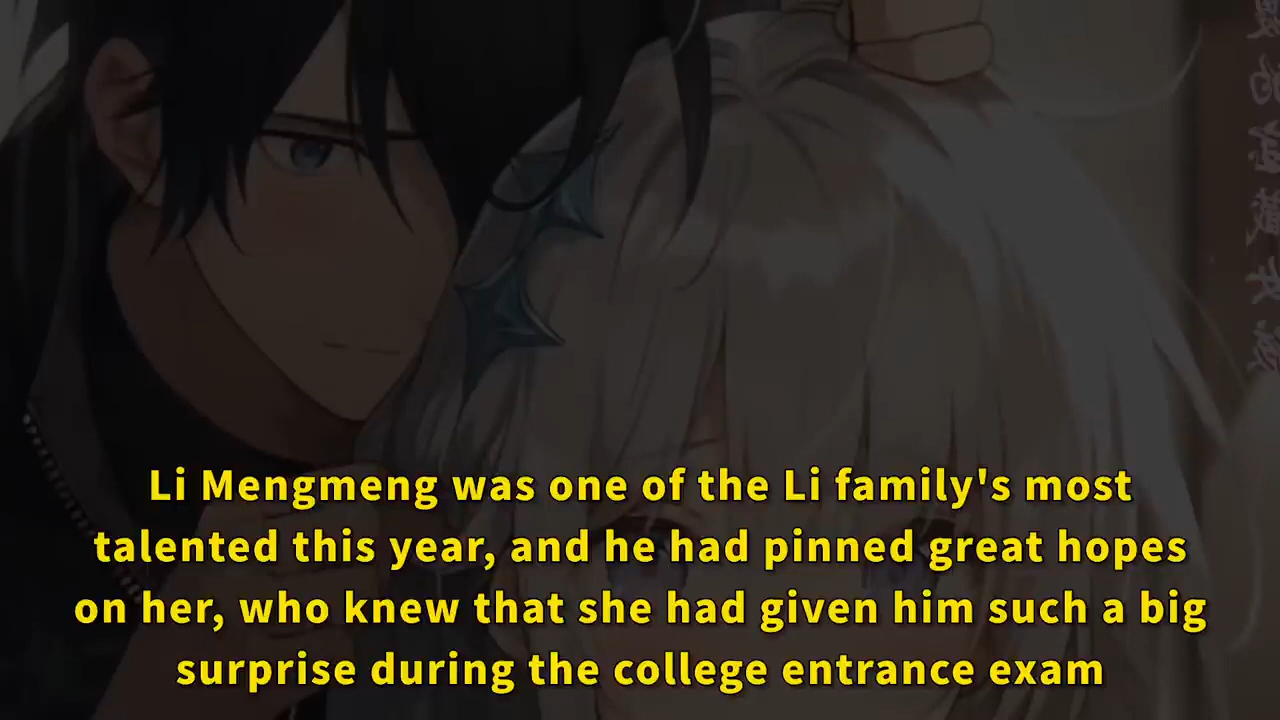 Li Mengmeng was one of the Li family's most
talented this year, and he had pinned great hopes
on her, who knew that she had given him such a big
surprise during the college entrance exam